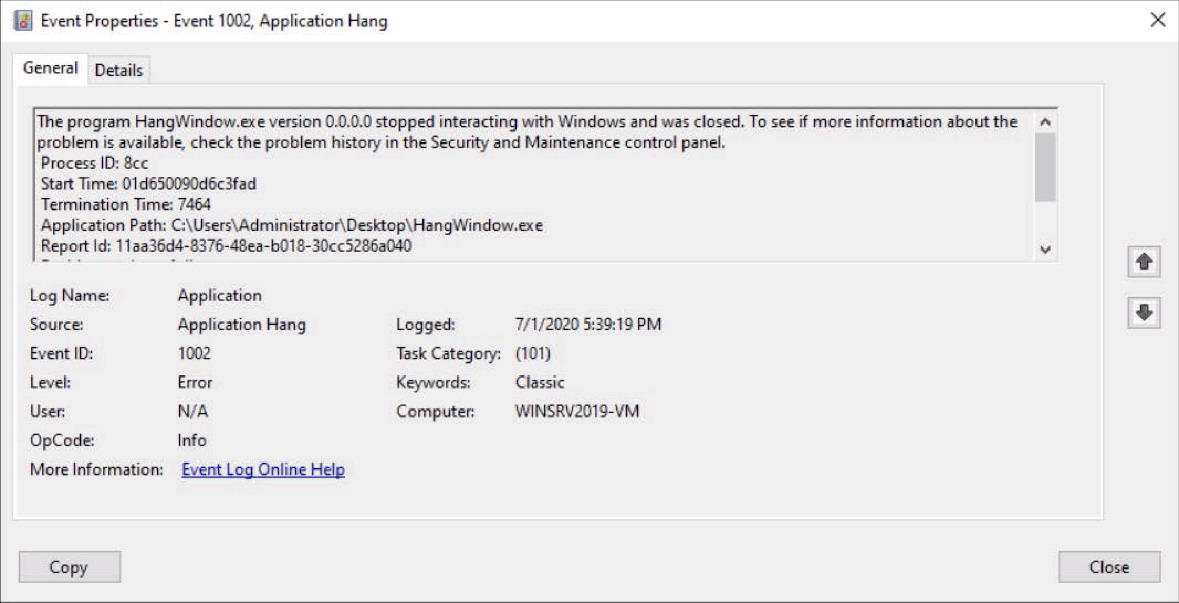 Event Properties - Event 1002, Application Hang
General Details
The program HangWindow.exe version 0.0.0.0 stopped interacting with Windows and was closed. To see if more information about the
problem is available, check the problem history in the Security and Maintenance control panel.
Process ID: 8cc
Start Time: 01d650090d6c3fad
Termination Time: 7464
Application Path: C:\Users\Administrator\Desktop\HangWindow.exe
Report Id: 11aa36d4-8376-48ea-b018-30cc5286a040
Log Name: Application
Source: Application Hang Logged: 7/1/2020 5:39:19 PM
Event ID: 1002 Task Category: (101)
Level: Error Keywords: Classic
User: N/A Computer: WINSRV2019-VM
OpCode: Info
More Information: Event Log Online Help
Copy Close